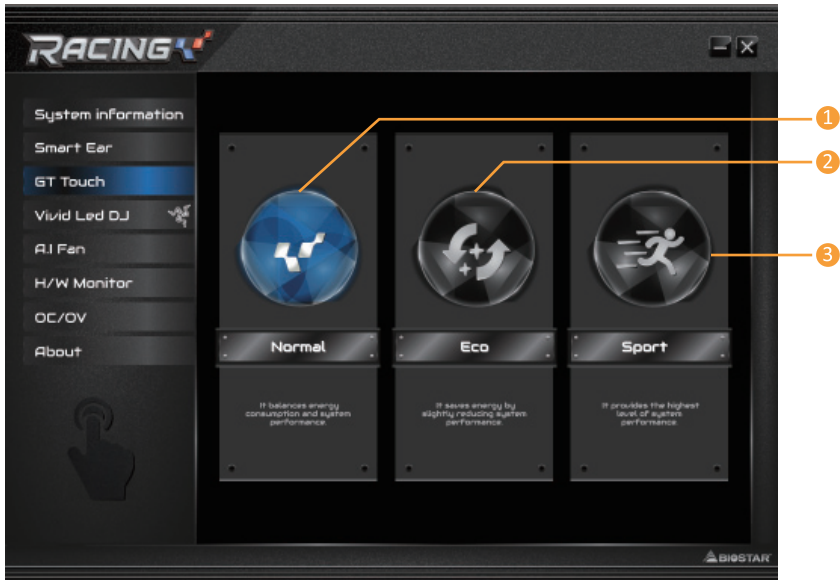 RACING
System information
Smart Ear
GT Touch
Vivid Led DJ
A.I Fan
H/W Monitor
OC/OV
About
1
2
3
Normal
It balances energy
consumption and system
performance.
Eco
It saves energy by
slightly reducing system
performance.
Sport
It provides the highest
level of system
performance.
BIOSTAR